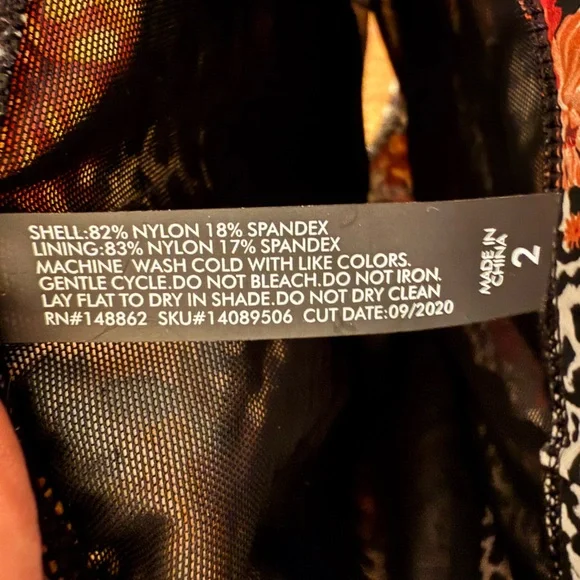 SHELL:82% NYLON 18% SPANDEX
LINING:83% NYLON 17% SPANDEX
MACHINE WASH COLD WITH LIKE COLORS.
GENTLE CYCLE.DO NOT BLEACH.DO NOT IRON.
LAY FLAT TO DRY IN SHADE.DO NOT DRY CLEAN
RN#148862 SKU#14089506 CUT DATE:09/2020
MADE IN
CHINA
2